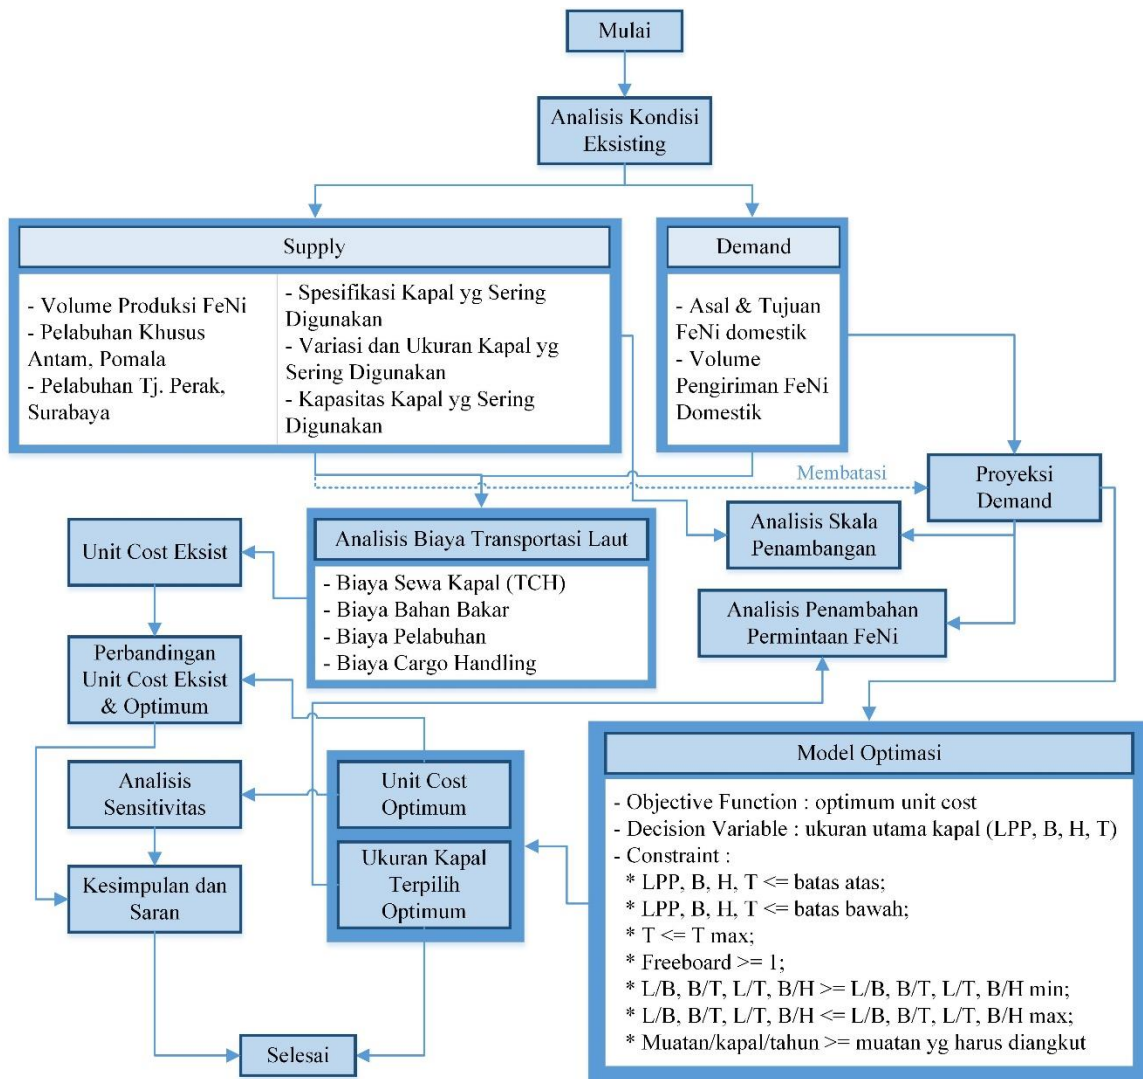 Mulai
Analisis Kondisi
Eksisting
Supply
- Volume Produksi FeNi
- Pelabuhan Khusus
Antam, Pomala
- Pelabuhan Tj. Perak,
Surabaya
- Spesifikasi Kapal yg Sering
Digunakan
- Variasi dan Ukuran Kapal yg
Sering Digunakan
- Kapasitas Kapal yg Sering
Digunakan
Demand
- Asal & Tujuan
FeNi domestik
- Volume
Pengiriman FeNi
Domestik
Membatasi
Proyeksi
Demand
Analisis Skala
Penambangan
Analisis Penambahan
Permintaan FeNi
Analisis Biaya Transportasi Laut
- Biaya Sewa Kapal (TCH)
- Biaya Bahan Bakar
- Biaya Pelabuhan
- Biaya Cargo Handling
Unit Cost Eksist
Perbandingan
Unit Cost Eksist
& Optimum
Analisis
Sensitivitas
Kesimpulan dan
Saran
Unit Cost
Optimum
Ukuran Kapal
Terpilih
Optimum
Model Optimasi
- Objective Function : optimum unit cost
- Decision Variable : ukuran utama kapal (LPP, B, H, T)
- Constraint :
* LPP, B, H, T <= batas atas;
* LPP, B, H, T <= batas bawah;
* T <= T max;
* Freeboard >= 1;
* L/B, B/T, L/T, B/H >= L/B, B/T, L/T, B/H min;
* L/B, B/T, L/T, B/H <= L/B, B/T, L/T, B/H max;
* Muatan/kapal/tahun >= muatan yg harus diangkut
Selesai